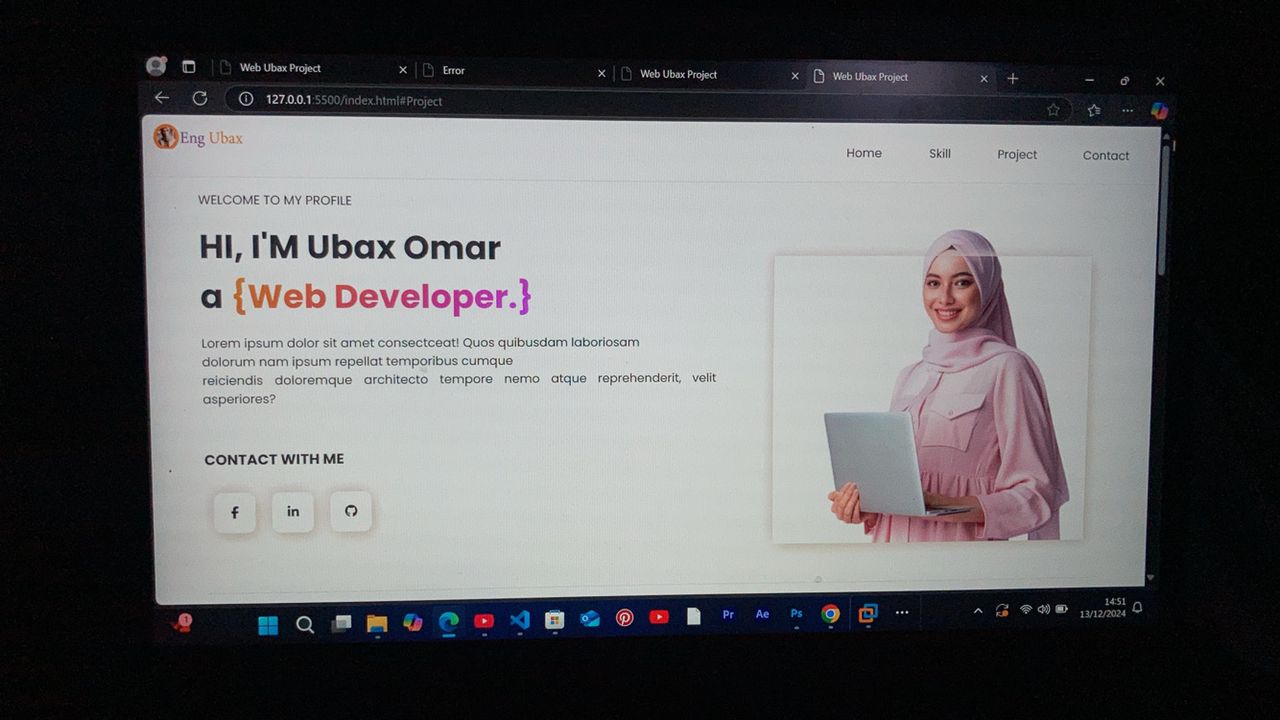 Web Ubax Project
Error
Web Ubax Project
Web Ubax Project
127.0.0.1:5500/index.html#Project
Eng Ubax
Home
Skill
Project
Contact
WELCOME TO MY PROFILE
HI, I'M Ubax Omar
a {Web Developer.}
Lorem ipsum dolor sit amet consectceat! Quos quibusdam laboriosam
dolorum nam ipsum repellat temporibus cumque
reiciendis doloremque architecto tempore nemo atque reprehenderit, velit
asperiores?
CONTACT WITH ME
f
in
1
Pr
Ae
Ps
14:51
13/12/2024